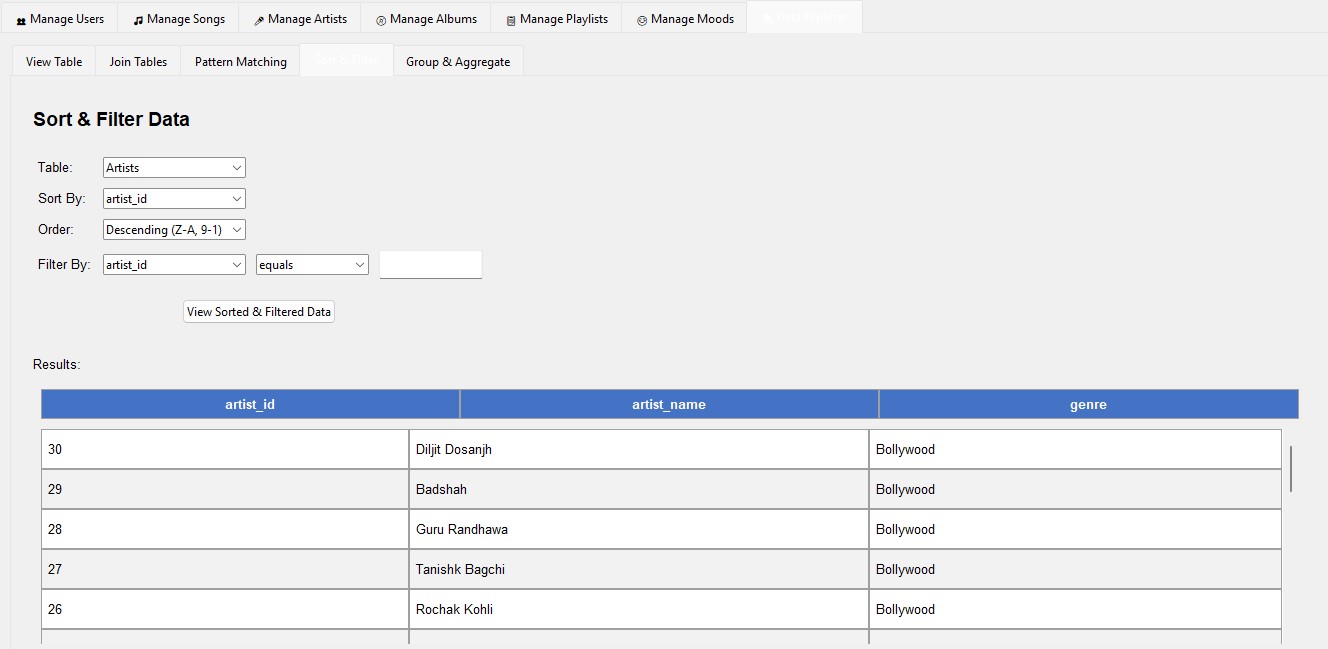 Manage Users Manage Songs Manage Artists Manage Albums Manage Playlists Manage Moods
View Table Join Tables Pattern Matching Sort & Filter Group & Aggregate
Sort & Filter Data
Table: Artists
Sort By: artist_id
Order: Descending (Z-A, 9-1)
Filter By: artist_id equals
View Sorted & Filtered Data
Results:
artist_id artist_name genre
30 Diljit Dosanjh Bollywood
29 Badshah Bollywood
28 Guru Randhawa Bollywood
27 Tanishk Bagchi Bollywood
26 Rochak Kohli Bollywood